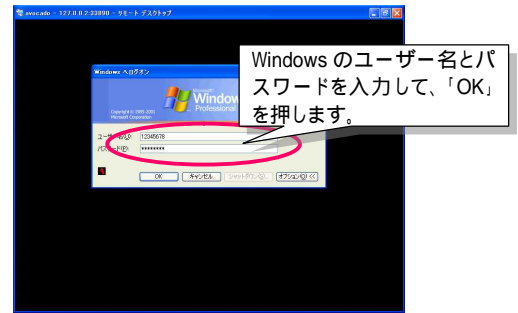 avocado - 127.0.0.2:33890 - リモート デスクトップ
Windows のユーザー名とパ
スワードを入力して、「OK」
を押します。
Windows へログオン
Microsoft
Windows
Professional
Copyright © 1985-2001
Microsoft Corporation
ユーザー名(U):
12345678
パスワード(P):
********
OK
キャンセル
シャットダウン(S)...
オプション(O) <<